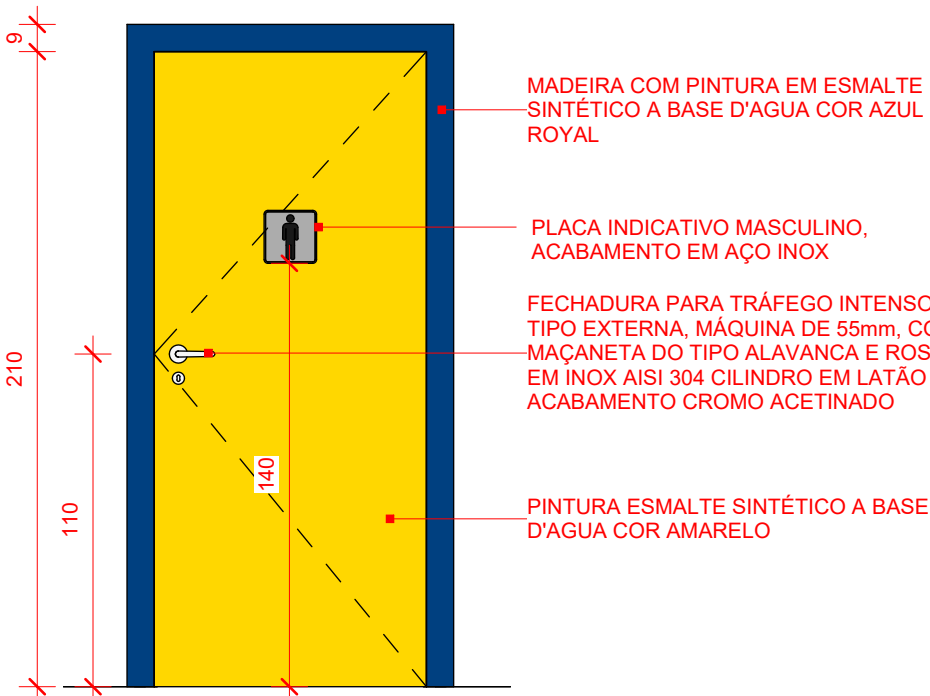 9
MADEIRA COM PINTURA EM ESMALTE
SINTÉTICO A BASE D'AGUA COR AZUL
ROYAL
PLACA INDICATIVO MASCULINO,
ACABAMENTO EM AÇO INOX
FECHADURA PARA TRÁFEGO INTENSO
TIPO EXTERNA, MÁQUINA DE 55mm,
MAÇANETA DO TIPO ALAVANCA E
EM INOX AISI 304 CILINDRO EM LATÃO
ACABAMENTO CROMO ACETINADO
210
140
110
PINTURA ESMALTE SINTÉTICO A BASE
D'AGUA COR AMARELO